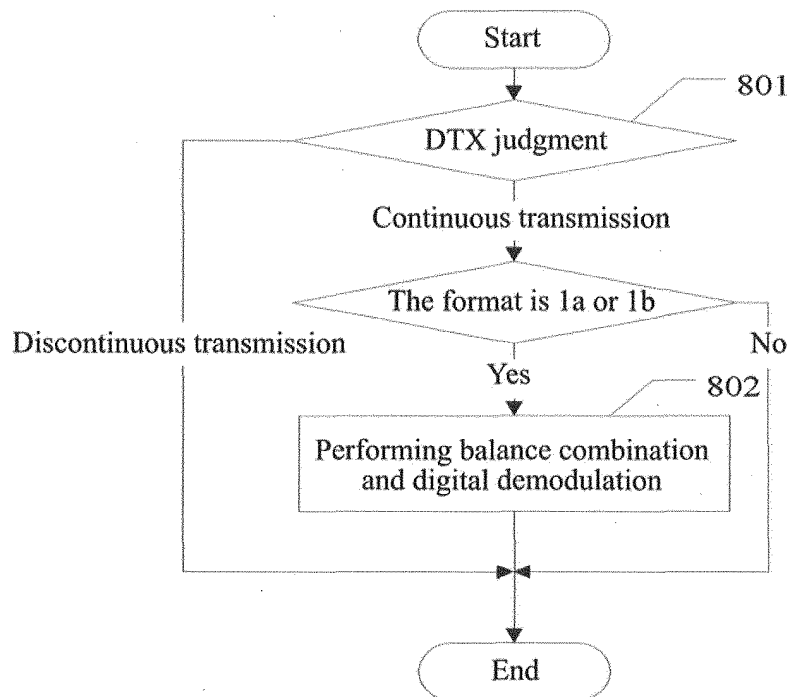 Start
801
DTX judgment
Continuous transmission
The format is 1a or 1b
Discontinuous transmission
No
Yes
802
Performing balance combination
and digital demodulation
End